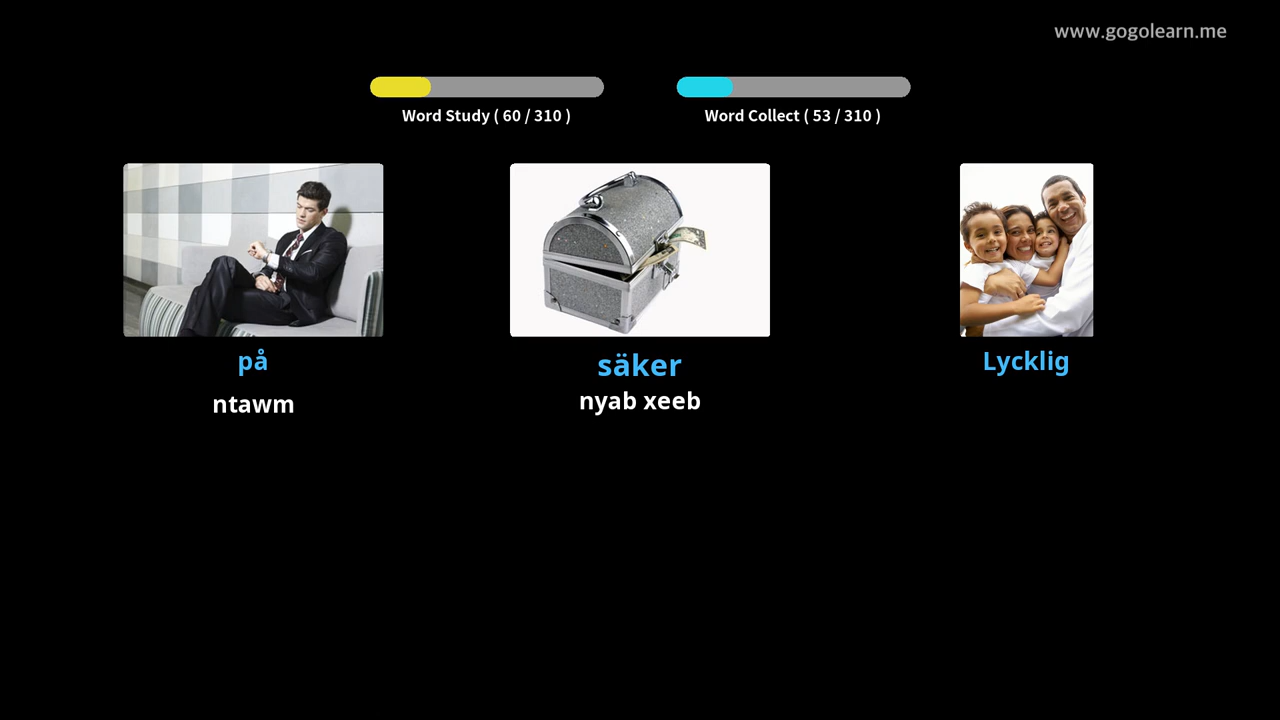 www.gogolearn.me
Word Study ( 60 / 310 )
Word Collect ( 53 / 310 )
på
ntawm
säker
nyab xeeb
Lycklig